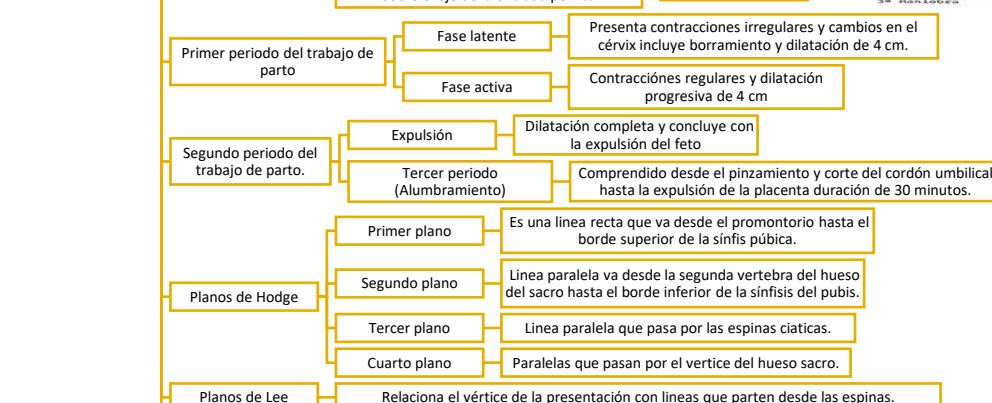 3ª Maniobra
Fase latente
Presenta contracciones irregulares y cambios en el
cérvix incluye borramiento y dilatación de 4 cm.
Primer periodo del trabajo de
parto
Fase activa
Contracciónes regulares y dilatación
progresiva de 4 cm
Segundo periodo del
trabajo de parto.
Expulsión
Dilatación completa y concluye con
la expulsión del feto
Tercer periodo
(Alumbramiento)
Comprendido desde el pinzamiento y corte del cordón umbilical
hasta la expulsión de la placenta duración de 30 minutos.
Planos de Hodge
Primer plano
Es una linea recta que va desde el promontorio hasta el
borde superior de la sínfis púbica.
Segundo plano
Linea paralela va desde la segunda vertebra del hueso
del sacro hasta el borde inferior de la sínfisis del pubis.
Tercer plano
Linea paralela que pasa por las espinas ciaticas.
Cuarto plano
Paralelas que pasan por el vertice del hueso sacro.
Planos de Lee
Relaciona el vértice de la presentación con lineas que parten desde las espinas.